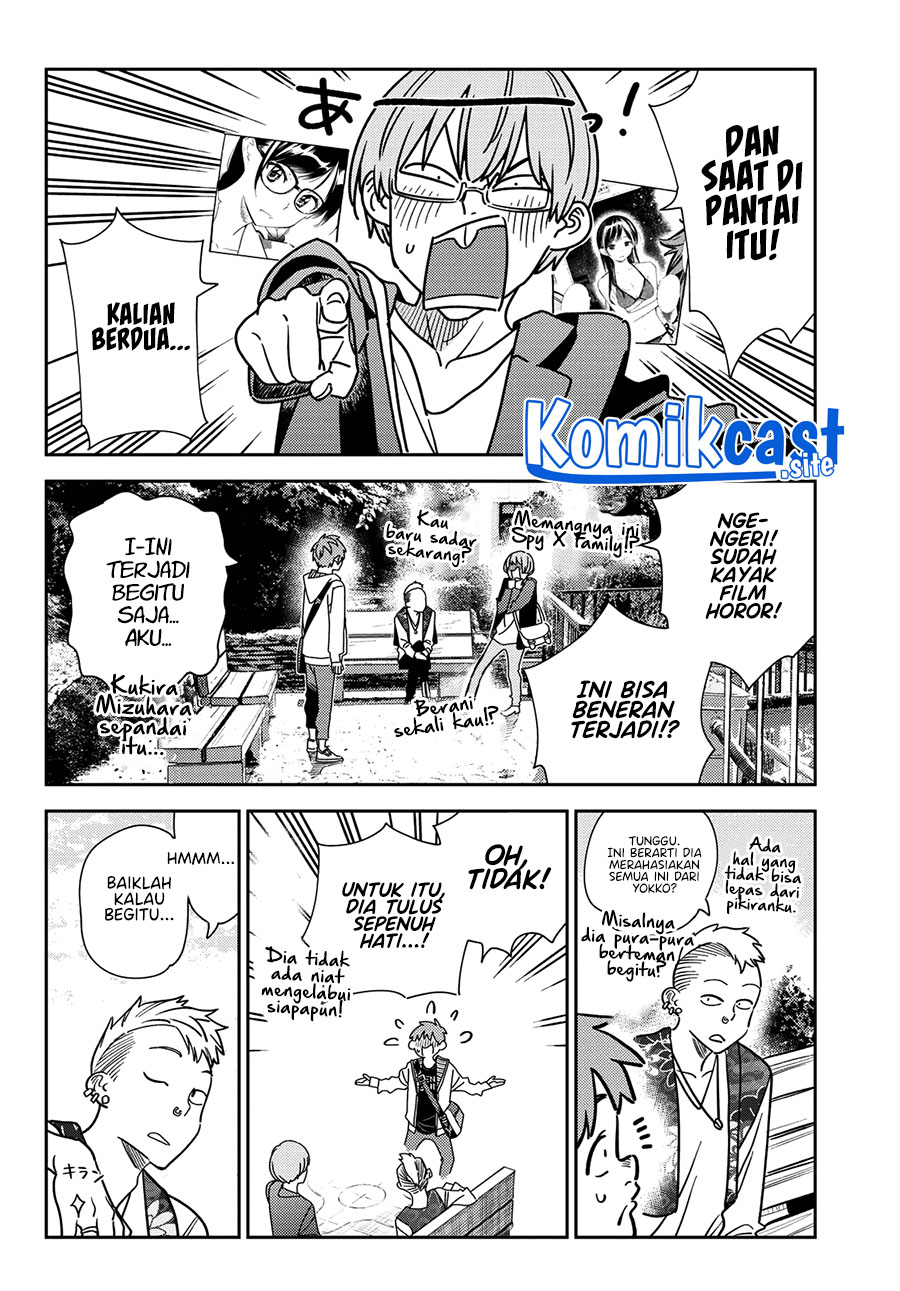 DAN
SAAT DI
PANTAI
ITU!
あーっ!
KALIAN
BERDUA...
Komikcast
.site
NGE-
NGERI!
SUDAH
KAYAK
FILM
HOROR!
Memangnya ini
Spy X Family!?
INI BISA
BENERAN
TERJADI!?
Kau
baru sadar
sekarang?
Berani
sekali kau!?
I-INI
TERJADI
BEGITU
SAJA...
AKU...
Kukira
Mizuhara
sepandai
itu...
Ada
hal yang
tidak bisa
lepas dari
pikiranku.
TUNGGU.
INI BERARTI DIA
MERAHASIAKAN
SEMUA INI DARI
YOKKO?
Misalnya
dia pura-pura
berteman
begitu?
OH,
TIDAK!
UNTUK ITU,
DIA TULUS
SEPENUH
HATI...!
Dia tidak
ada niat
mengelabui
siapapun!
HMMM...
BAIKLAH
KALAU
BEGITU...
キラン